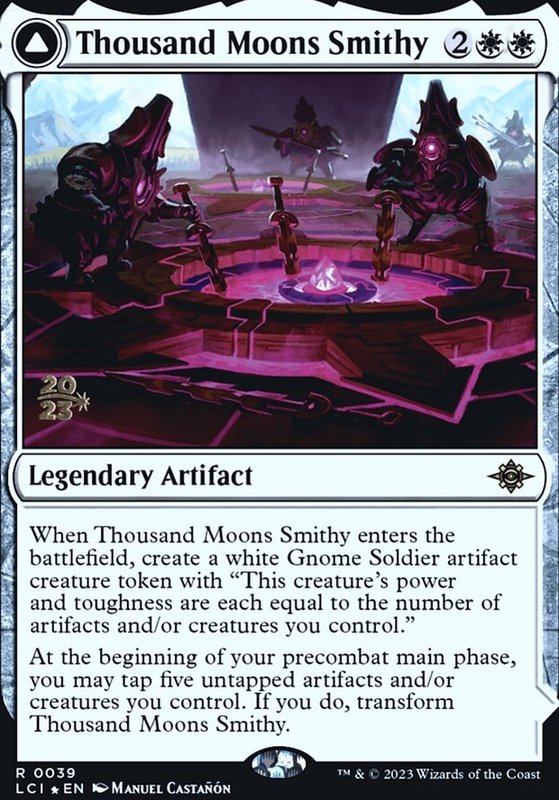 Thousand Moons Smithy 2
20
23
Legendary Artifact
When Thousand Moons Smithy enters the
battlefield, create a white Gnome Soldier artifact
creature token with “This creature’s power
and toughness are each equal to the number of
artifacts and/or creatures you control.”
At the beginning of your precombat main phase,
you may tap five untapped artifacts and/or
creatures you control. If you do, transform
Thousand Moons Smithy.
R 0039
LCI ★ EN Manuel Castañón
™ & © 2023 Wizards of the Coast